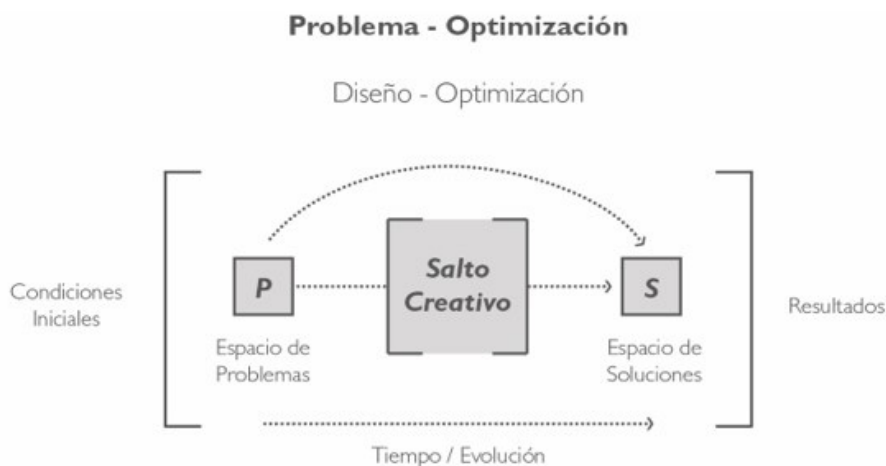 Problema - Optimización
Diseño - Optimización
Condiciones
Iniciales
P
Espacio de
Problemas
Salto
Creativo
S
Espacio de
Soluciones
Resultados
Tiempo / Evolución